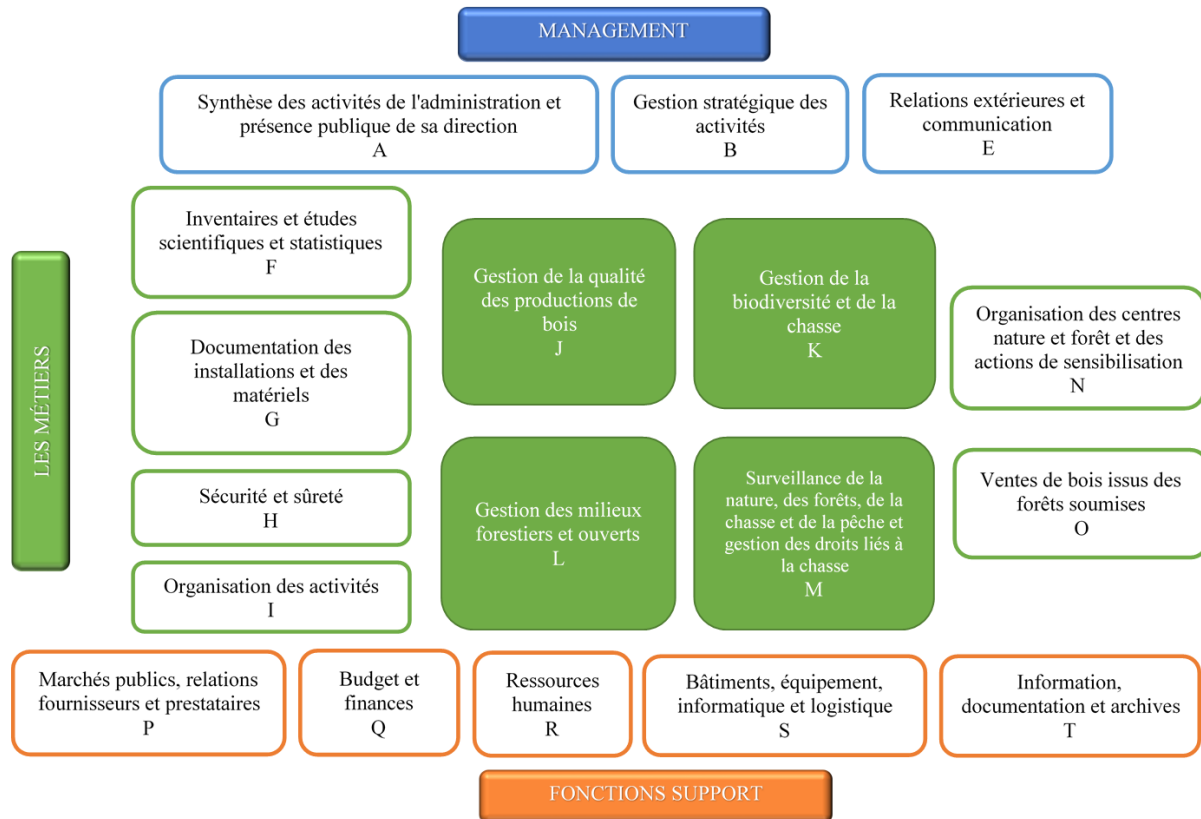 MANAGEMENT
Synthèse des activités de l'administration et
présence publique de sa direction
A
Gestion stratégique des
activités
B
Relations extérieures et
communication
E
LES MÉTIERS
Inventaires et études
scientifiques et statistiques
F
Documentation des
installations et des
matériels
G
Sécurité et sûreté
H
Organisation des activités
I
Gestion de la qualité
des productions de
bois
J
Gestion de la
biodiversité et de la
chasse
K
Gestion des milieux
forestiers et ouverts
L
Surveillance de la
nature, des forêts, de la
chasse et de la pêche et
gestion des droits liés à
la chasse
M
Organisation des centres
nature et forêt et des
actions de sensibilisation
N
Ventes de bois issus des
forêts soumises
O
Marchés publics, relations
fournisseurs et prestataires
P
Budget et
finances
Q
Ressources
humaines
R
Bâtiments, équipement,
informatique et logistique
S
Information,
documentation et archives
T
FONCTIONS SUPPORT